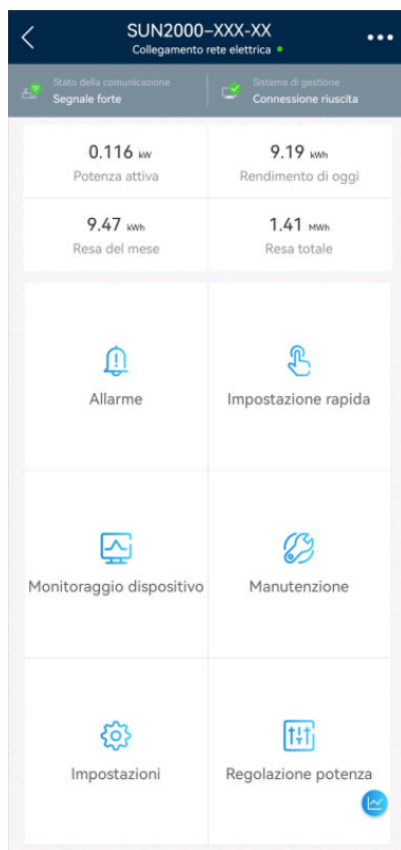 SUN2000-XXX-XX
Collegamento rete elettrica
Stato della comunicazione
Segnale forte
Sistema di gestione
Connessione riuscita
0.116 kW
Potenza attiva
9.19 kWh
Rendimento di oggi
9.47 kWh
Resa del mese
1.41 MWh
Resa totale
Allarme
Impostazione rapida
Monitoraggio dispositivo
Manutenzione
Impostazioni
Regolazione potenza